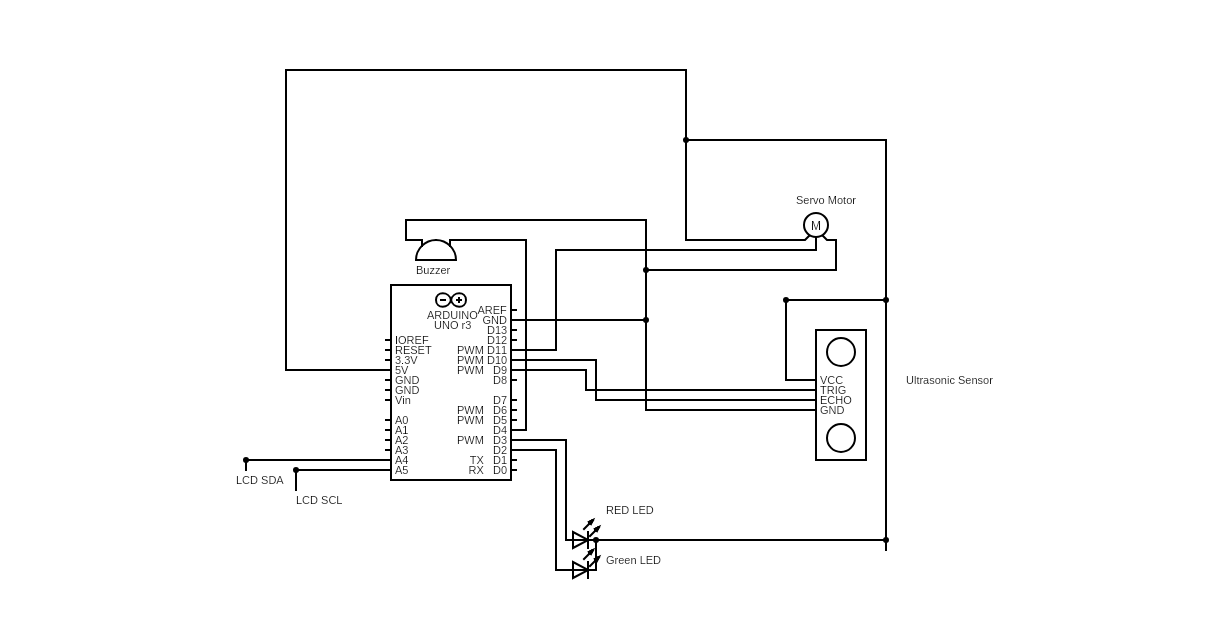 Servo Motor
M
Buzzer
ARDUINO
UNO r3
AREF
GND
D13
D12
IOREF
RESET
PWM D11
3.3V
PWM D10
5V
PWM D9
GND
D8
GND
Vin
D7
PWM D6
A0
PWM D5
A1
D4
A2
PWM D3
A3
D2
A4
TX D1
A5
RX D0
VCC
TRIG
ECHO
GND
Ultrasonic Sensor
LCD SDA
LCD SCL
RED LED
Green LED